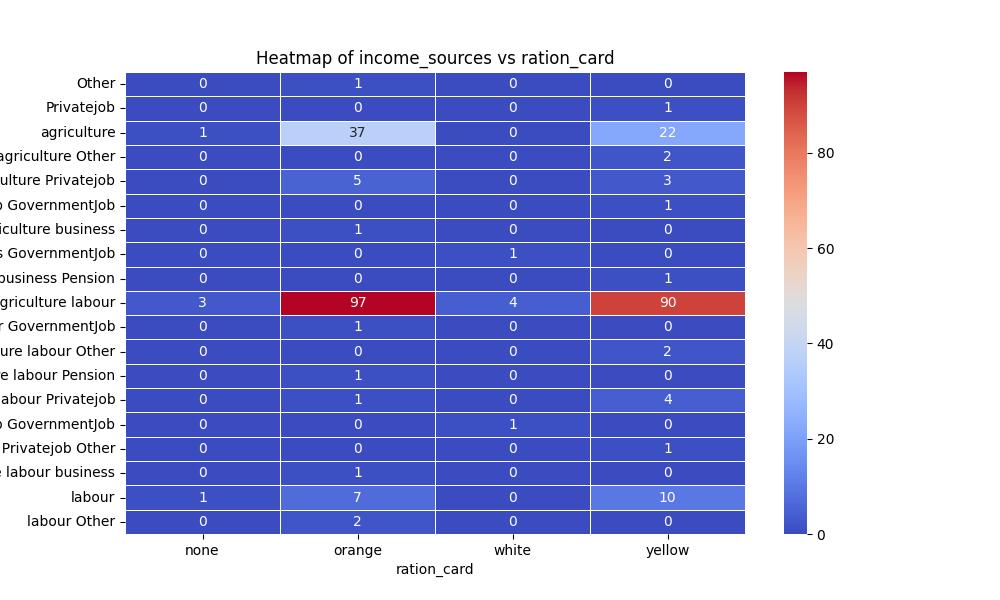 Heatmap of income_sources vs ration_card
Other 0 1 0 0
Privatejob 0 0 0 1
agriculture 1 37 0 22
agriculture Other 0 0 0 2
ulture Privatejob 0 5 0 3
GovernmentJob 0 0 0 1
iculture business 0 1 0 0
s GovernmentJob 0 0 1 0
business Pension 0 0 0 1
griculture labour 3 97 4 90
r GovernmentJob 0 1 0 0
ure labour Other 0 0 0 2
e labour Pension 0 1 0 0
abour Privatejob 0 1 0 4
GovernmentJob 0 0 1 0
Privatejob Other 0 0 0 1
labour business 0 1 0 0
labour 1 7 0 10
labour Other 0 2 0 0
none orange white yellow
ration_card
80
60
40
20
0